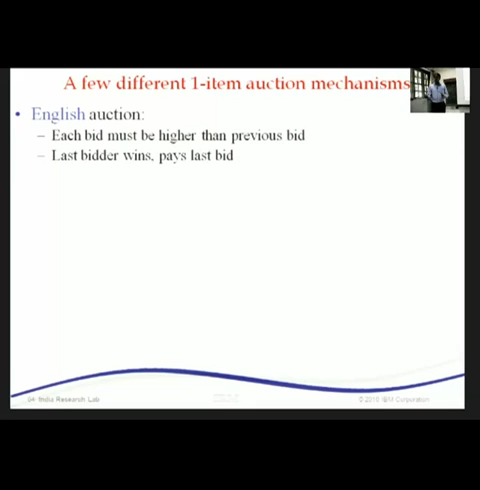 A few different 1-item auction mechanisms
• English auction:
– Each bid must be higher than previous bid
– Last bidder wins, pays last bid
India Research Lab
© 2010 IBM Corporation